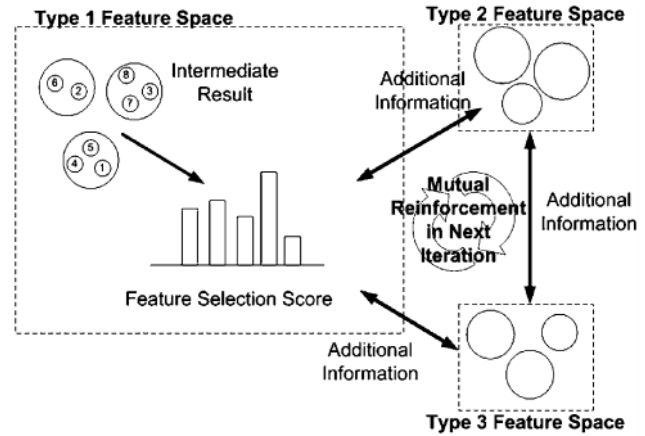 Type 1 Feature Space
6
2
8
3
7
5
4
1
Intermediate
Result
Feature Selection Score
Type 2 Feature Space
Additional
Information
Mutual
Reinforcement
in Next
Iteration
Additional
Information
Additional
Information
Type 3 Feature Space